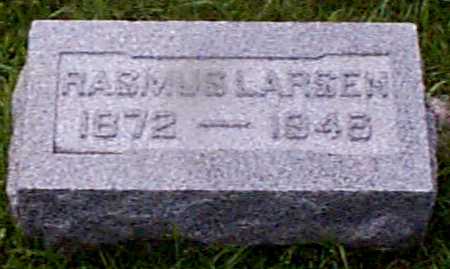 RASMUS LARSEN
1872 — 1948